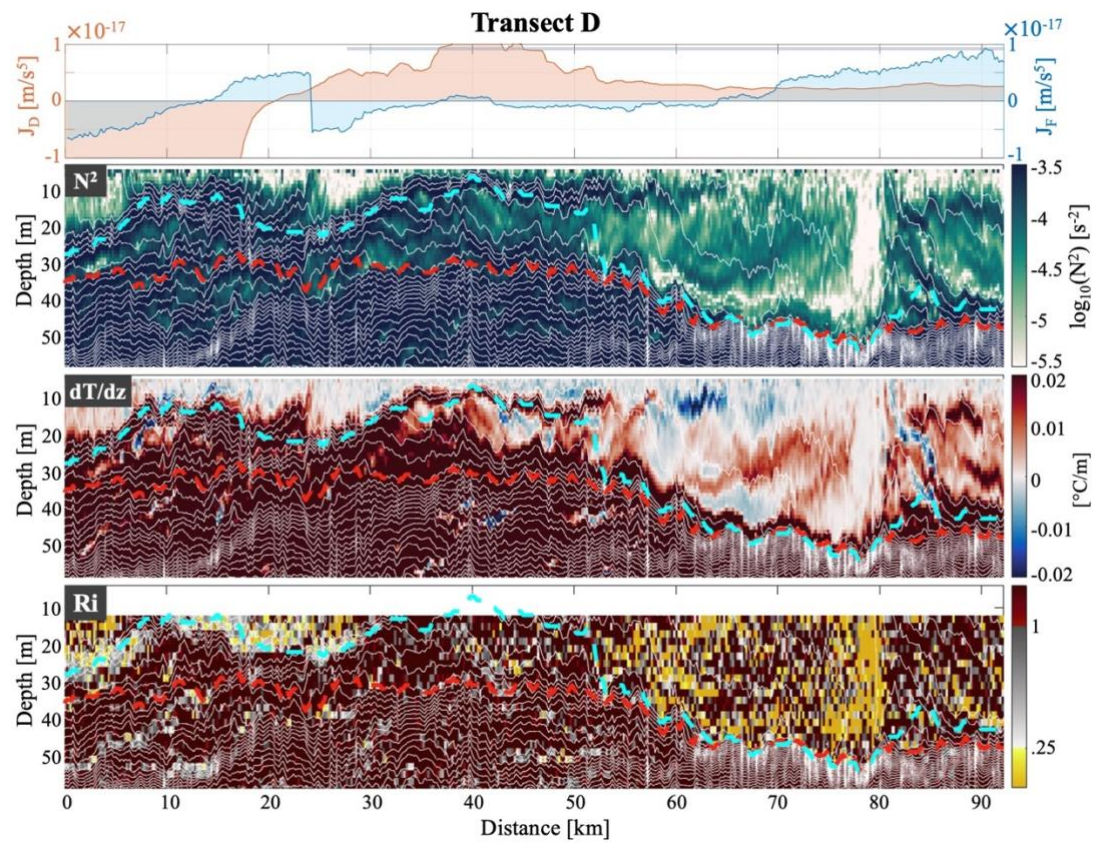 Transect D
×10⁻¹⁷
×10⁻¹⁷
1
0
-1
J_D [m/s⁵]
1
0
-1
J_F [m/s⁵]
N²
10
20
30
40
50
Depth [m]
-3.5
-4
-4.5
-5
-5.5
log₁₀(N²) [s⁻²]
dT/dz
10
20
30
40
50
Depth [m]
0.02
0.01
0
-0.01
-0.02
[°C/m]
Ri
10
20
30
40
50
Depth [m]
1
.25
0 10 20 30 40 50 60 70 80 90
Distance [km]